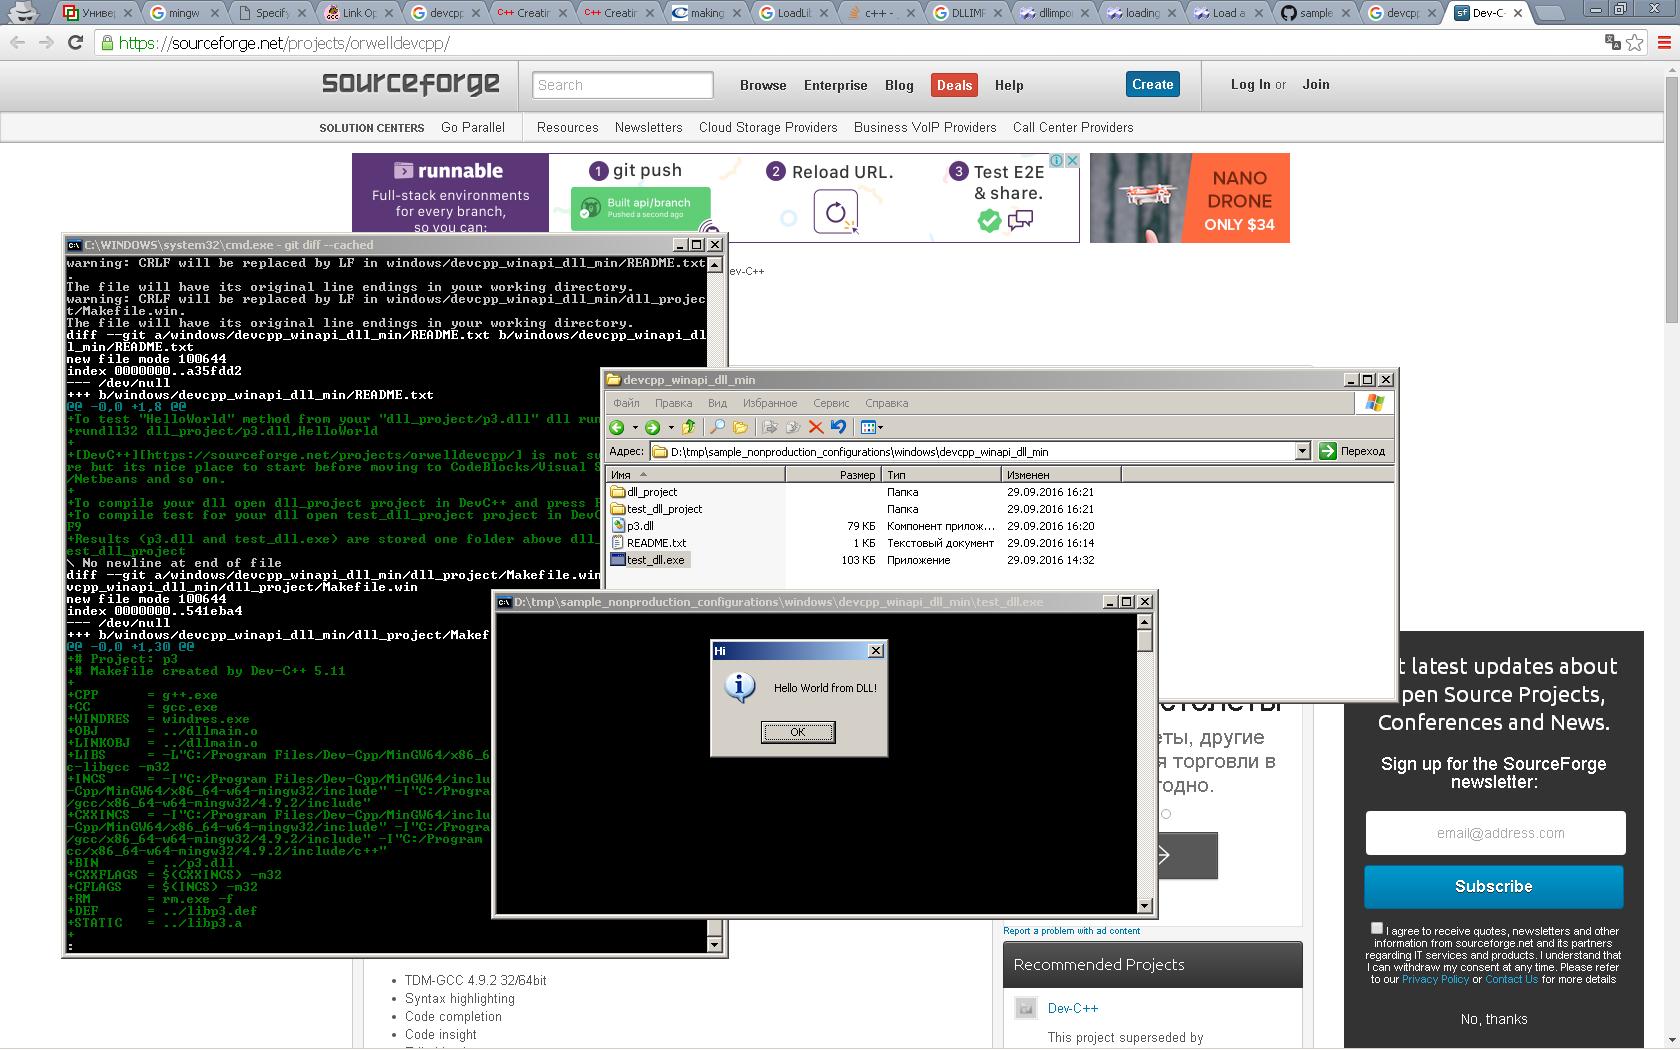 Универ
mingw
Specify
Link Op
devcpp
C++ Creatin
C++ Creatin
making
LoadLib
c++ - .
DLLIMP
dllimpo
loading
Load a
sample
devcpp
Dev-C-
https://sourceforge.net/projects/orwelldevcpp/
sourceforge
Search
Browse Enterprise Blog Deals Help
Create
Log In or Join
SOLUTION CENTERS Go Parallel Resources Newsletters Cloud Storage Providers Business VoIP Providers Call Center Providers
runnable
Full-stack environments
for every branch,
so you can:
1 git push
Built api/branch
Pushed a second ago
2 Reload URL.
3 Test E2E
& share.
NANO
DRONE
ONLY $34
ev-C++
C:\WINDOWS\system32\cmd.exe - git diff --cached
warning: CRLF will be replaced by LF in windows/devcpp_winapi_dll_min/README.txt
.
The file will have its original line endings in your working directory.
warning: CRLF will be replaced by LF in windows/devcpp_winapi_dll_min/dll_projec
t/Makefile.win.
The file will have its original line endings in your working directory.
diff --git a/windows/devcpp_winapi_dll_min/README.txt b/windows/devcpp_winapi_dl
l_min/README.txt
new file mode 100644
index 0000000..a35fdd2
--- /dev/null
+++ b/windows/devcpp_winapi_dll_min/README.txt
@@ -0,0 +1,8 @@
+To test "HelloWorld" method from your "dll_project/p3.dll" dll run
+rundll32 dll_project/p3.dll,HelloWorld
+
+[DevC++][https://sourceforge.net/projects/orwelldevcpp/] is not su
re but its nice place to start before moving to CodeBlocks/Visual S
/Netbeans and so on.
+
+To compile your dll open dll_project project in DevC++ and press F
+To compile test for your dll open test_dll_project project in DevC
F9
+Results (p3.dll and test_dll.exe) are stored one folder above dll_
est_dll_project
\ No newline at end of file
diff --git a/windows/devcpp_winapi_dll_min/dll_project/Makefile.win
vcpp_winapi_dll_min/dll_project/Makefile.win
new file mode 100644
index 0000000..541eba4
--- /dev/null
+++ b/windows/devcpp_winapi_dll_min/dll_project/Makef
@@ -0,0 +1,30 @@
+# Project: p3
+# Makefile created by Dev-C++ 5.11
+
+CPP = g++.exe
+CC = gcc.exe
+WINDRES = windres.exe
+OBJ = ../dllmain.o
+LINKOBJ = ../dllmain.o
+LIBS = -L"C:/Program Files/Dev-Cpp/MinGW64/x86_6
c-libgcc -m32
+INCS = -I"C:/Program Files/Dev-Cpp/MinGW64/inclu
-Cpp/MinGW64/x86_64-w64-mingw32/include" -I"C:/Progra
/gcc/x86_64-w64-mingw32/4.9.2/include"
+CXXINCS = -I"C:/Program Files/Dev-Cpp/MinGW64/inclu
-Cpp/MinGW64/x86_64-w64-mingw32/include" -I"C:/Progra
/gcc/x86_64-w64-mingw32/4.9.2/include" -I"C:/Program
cc/x86_64-w64-mingw32/4.9.2/include/c++"
+BIN = ../p3.dll
+CXXFLAGS = $(CXXINCS) -m32
+CFLAGS = $(INCS) -m32
+RM = rm.exe -f
+DEF = ../libp3.def
+STATIC = ../libp3.a
+
:
devcpp_winapi_dll_min
Файл Правка Вид Избранное Сервис Справка
Адрес: D:\tmp\sample_nonproduction_configurations\windows\devcpp_winapi_dll_min Переход
Имя Размер Тип Изменен
dll_project Папка 29.09.2016 16:21
test_dll_project Папка 29.09.2016 16:21
p3.dll 79 КБ Компонент прилож... 29.09.2016 16:20
README.txt 1 КБ Текстовый документ 29.09.2016 16:14
test_dll.exe 103 КБ Приложение 29.09.2016 14:32
D:\tmp\sample_nonproduction_configurations\windows\devcpp_winapi_dll_min\test_dll.exe
Hi
Hello World from DLL!
OK
еты, другие
я торговли в
годно.
Report a problem with ad content
Recommended Projects
Dev-C++
This project superseded by
TDM-GCC 4.9.2 32/64bit
Syntax highlighting
Code completion
Code insight
t latest updates about
pen Source Projects,
Conferences and News.
Sign up for the SourceForge
newsletter:
email@address.com
Subscribe
I agree to receive quotes, newsletters and other
information from sourceforge.net and its partners
regarding IT services and products. I understand that
I can withdraw my consent at any time. Please refer
to our Privacy Policy or Contact Us for more details
No, thanks